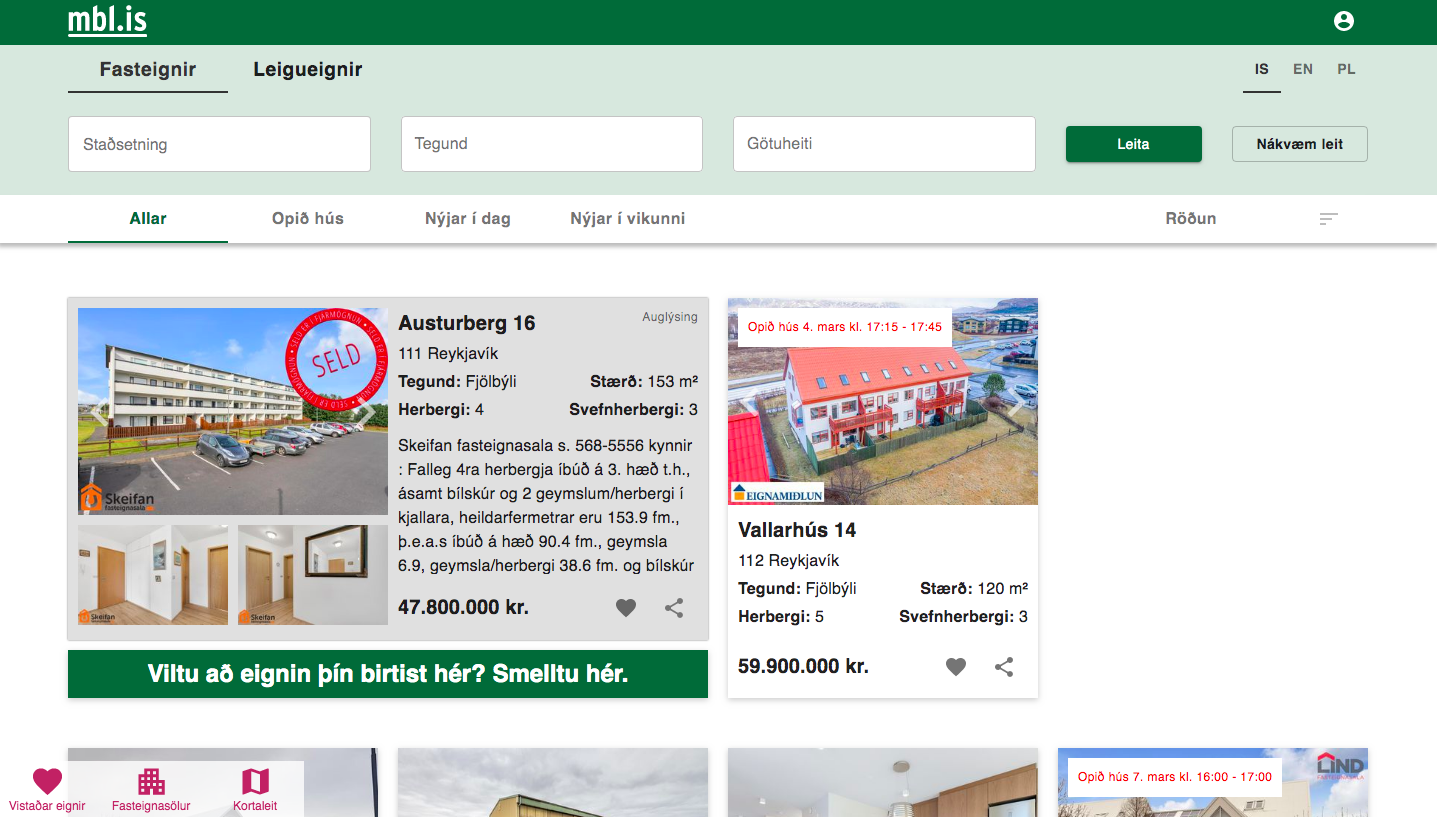 mbl.is
Fasteignir
Leigueignir
IS
EN
PL
Staðsetning
Tegund
Götuheiti
Leita
Nákvæm leit
Allar
Opið hús
Nýjar í dag
Nýjar í vikunni
Röðun
SELD ER Í FJÁRMÖGNUN
SELD
Skeifan
fasteignasala
Skeifan
Skeifan
Austurberg 16
Auglýsing
111 Reykjavík
Tegund: Fjölbýli
Stærð: 153 m²
Herbergi: 4
Svefnherbergi: 3
Skeifan fasteignasala s. 568-5556 kynnir
: Falleg 4ra herbergja íbúð á 3. hæð t.h.,
ásamt bílskúr og 2 geymslum/herbergi í
kjallara, heildarfermetrar eru 153.9 fm.,
þ.e.a.s íbúð á hæð 90.4 fm., geymsla
6.9, geymsla/herbergi 38.6 fm. og bílskúr
47.800.000 kr.
Viltu að eignin þín birtist hér? Smelltu hér.
Opið hús 4. mars kl. 17:15 - 17:45
EIGNAMIÐLUN
Vallarhús 14
112 Reykjavík
Tegund: Fjölbýli
Stærð: 120 m²
Herbergi: 5
Svefnherbergi: 3
59.900.000 kr.
Opið hús 7. mars kl. 16:00 - 17:00
LIND
FASTEIGNASALA
Vistaðar eignir
Fasteignasölur
Kortaleit